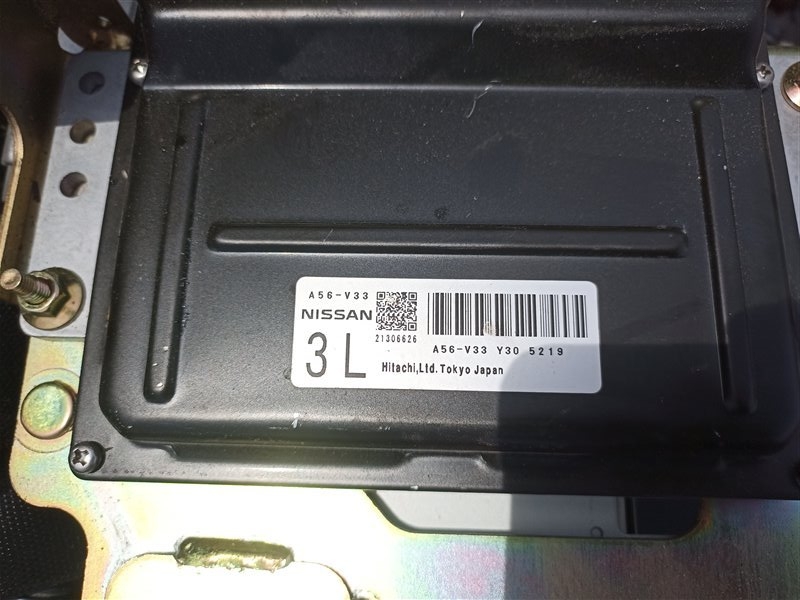 A56-V33
NISSAN
21306626
3L
A56-V33 Y30 5219
Hitachi,Ltd. Tokyo Japan